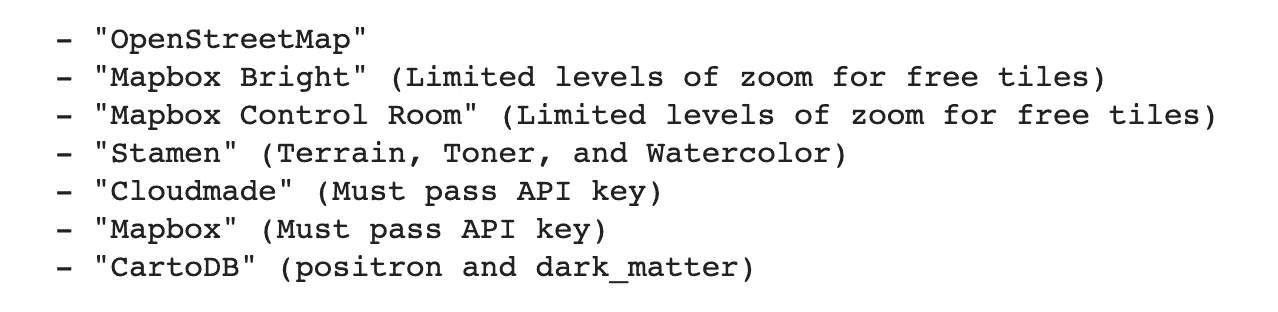 - "OpenStreetMap"
- "Mapbox Bright" (Limited levels of zoom for free tiles)
- "Mapbox Control Room" (Limited levels of zoom for free tiles)
- "Stamen" (Terrain, Toner, and Watercolor)
- "Cloudmade" (Must pass API key)
- "Mapbox" (Must pass API key)
- "CartoDB" (positron and dark_matter)